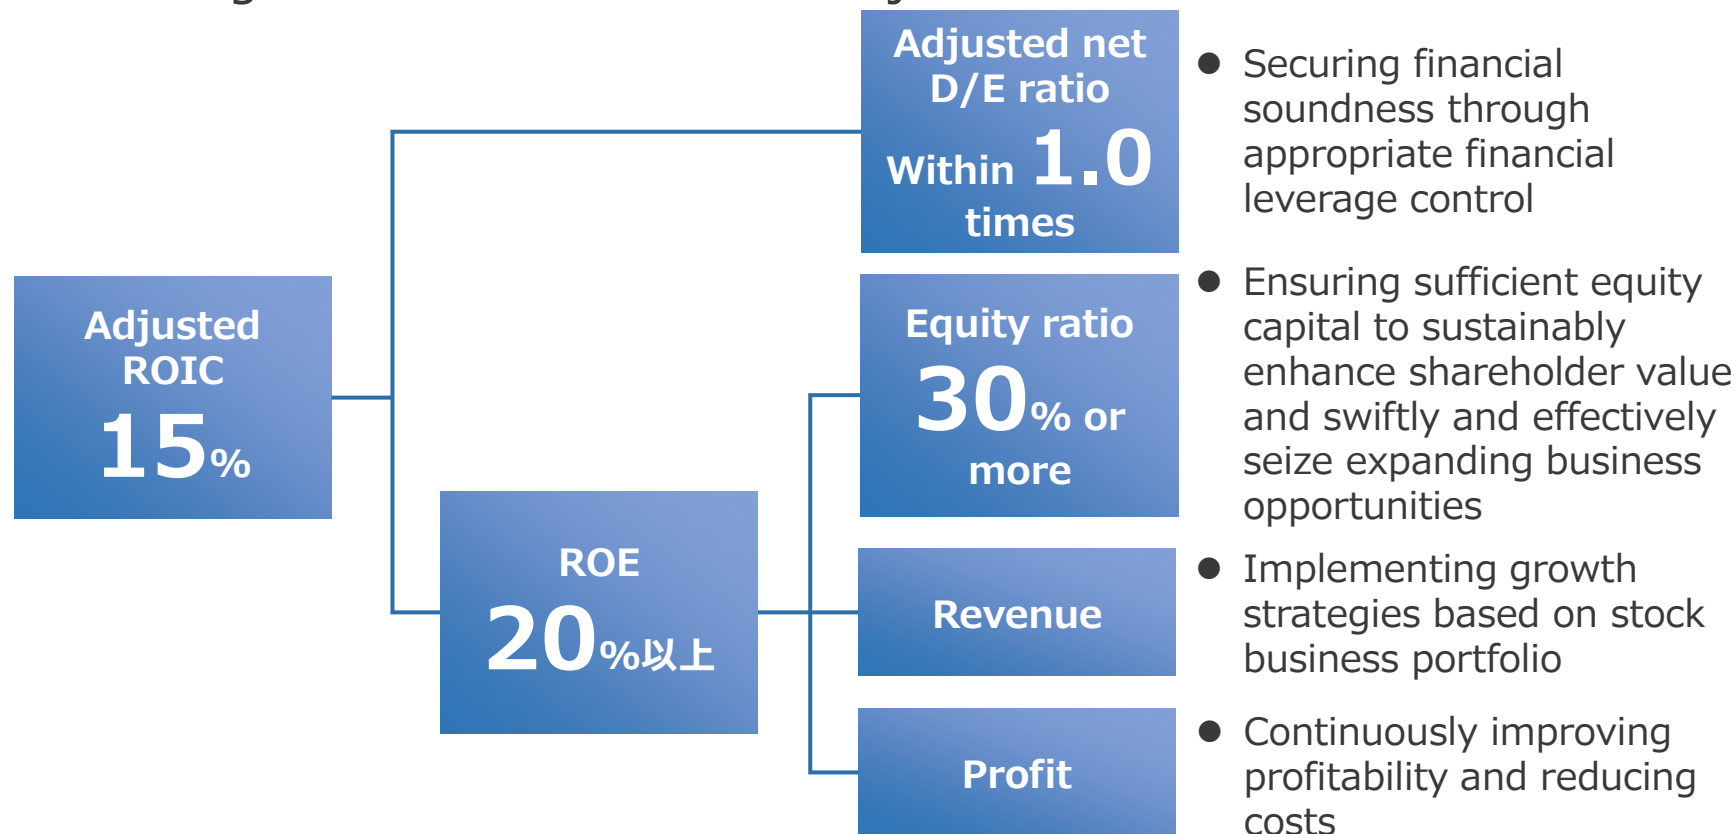 Adjusted net
D/E ratio
Within 1.0
times
● Securing financial
soundness through
appropriate financial
leverage control
Adjusted
ROIC
15%
Equity ratio
30% or
more
● Ensuring sufficient equity
capital to sustainably
enhance shareholder value
and swiftly and effectively
seize expanding business
opportunities
ROE
20%以上
Revenue
● Implementing growth
strategies based on stock
business portfolio
Profit
● Continuously improving
profitability and reducing
costs